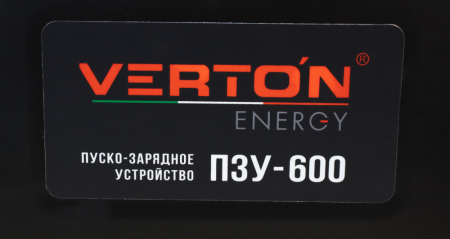 VERTON®
ENERGY
ПУСКО-ЗАРЯДНОЕ
УСТРОЙСТВО
ПЗУ-600